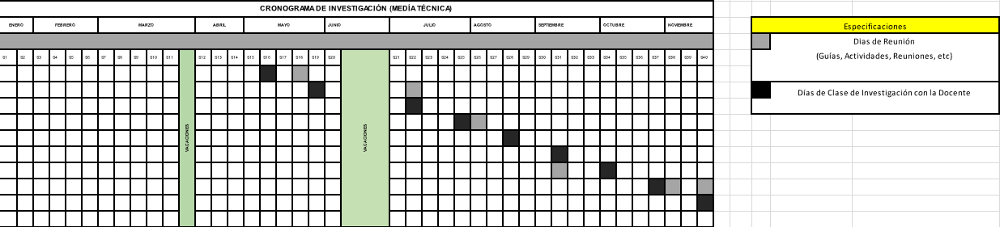 CRONOGRAMA DE INVESTIGACIÓN (MEDÍA TÉCNICA)
ENERO FEBRERO MARZO ABRIL MAYO JUNIO JULIO AGOSTO SEPTIEMBRE OCTUBRE NOVIEMBRE
S1 S2 S3 S4 S5 S6 S7 S8 S9 S10 S11 S12 S13 S14 S15 S16 S17 S18 S19 S20 S21 S22 S23 S24 S25 S26 S27 S28 S29 S30 S31 S32 S33 S34 S35 S36 S37 S38 S39 S40
VACACIONES
VACACIONES
Especificaciones
Dias de Reunión
(Guías, Actividades, Reuniones, etc)
Días de Clase de Investigación con la Docente